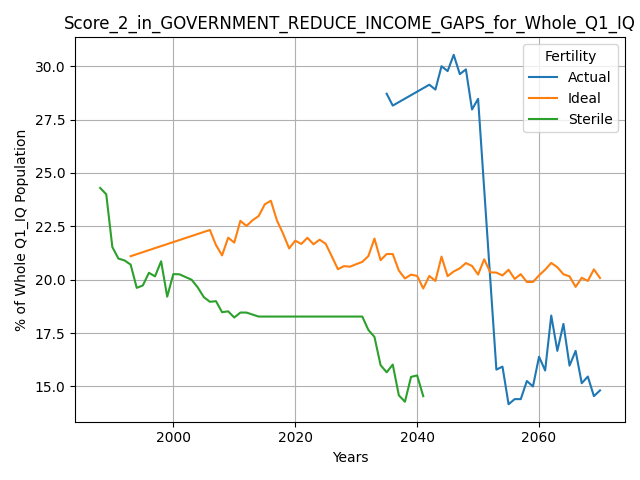 Score_2_in_GOVERNMENT_REDUCE_INCOME_GAPS_for_Whole_Q1_IQ
Fertility
Actual
Ideal
Sterile
30.0
27.5
25.0
22.5
20.0
17.5
15.0
% of Whole Q1_IQ Population
2000
2020
2040
2060
Years